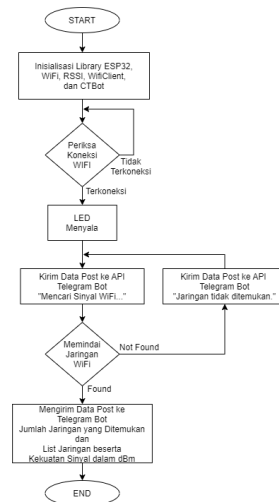 START
Inisialisasi Library ESP32,
WiFi, RSSI, WifiClient,
dan CTBot
Periksa
Koneksi
WIFI
Tidak
Terkoneksi
Terkoneksi
LED
Menyala
Kirim Data Post ke API
Telegram Bot
"Mencari Sinyal WiFi..."
Kirim Data Post ke API
Telegram Bot
"Jaringan tidak ditemukan."
Memindai
Jaringan
WiFi
Not Found
Found
Mengirim Data Post ke
Telegram Bot
Jumlah Jaringan yang Ditemukan
dan
List Jaringan beserta
Kekuatan Sinyal dalam dBm
END